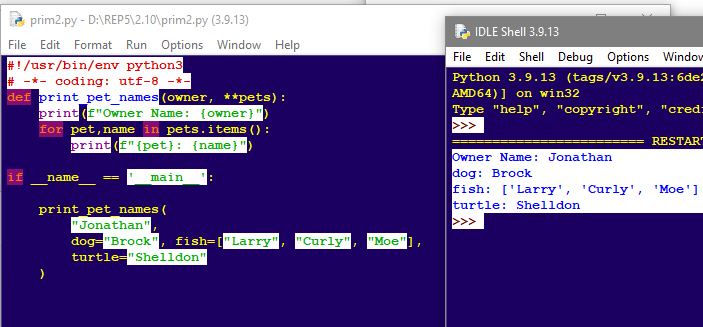 prim2.py - D:\REP5\2.10\prim2.py (3.9.13)
File Edit Format Run Options Window Help
#!/usr/bin/env python3
# -*- coding: utf-8 -*-
def print_pet_names(owner, **pets):
    print(f"Owner Name: {owner}")
    for pet,name in pets.items():
        print(f"{pet}: {name}")
if __name__ == '__main__':
    print_pet_names(
        "Jonathan",
        dog="Brock", fish=["Larry", "Curly", "Moe"],
        turtle="Shelldon"
    )
IDLE Shell 3.9.13
File Edit Shell Debug Options Window
Python 3.9.13 (tags/v3.9.13:6de2
AMD64)] on win32
Type "help", "copyright", "credi
>>>
======================== RESTART
Owner Name: Jonathan
dog: Brock
fish: ['Larry', 'Curly', 'Moe']
turtle: Shelldon
>>>